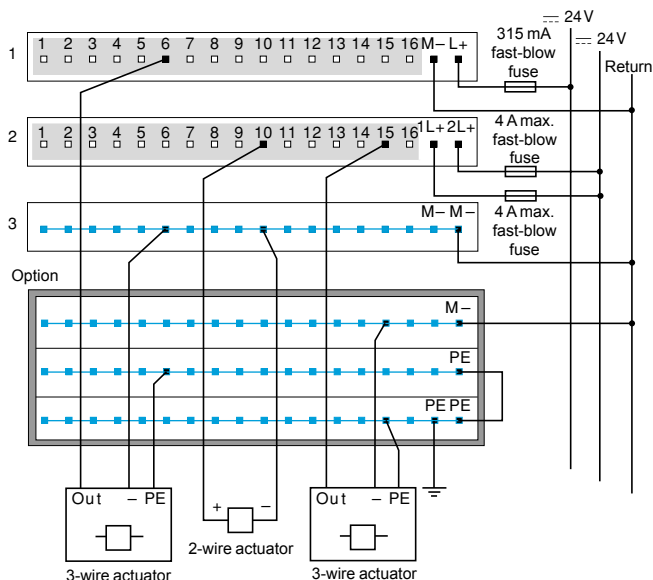 ⎓ 24 V
⎓ 24 V
Return
315 mA
fast-blow
fuse
1
1 2 3 4 5 6 7 8 9 10 11 12 13 14 15 16 M– L+
4 A max.
fast-blow
fuse
2
1 2 3 4 5 6 7 8 9 10 11 12 13 14 15 16 1L+ 2L+
4 A max.
fast-blow
fuse
3
M– M–
Option
M–
PE
PE PE
Out – PE
+ –
Out – PE
2-wire actuator
3-wire actuator
3-wire actuator